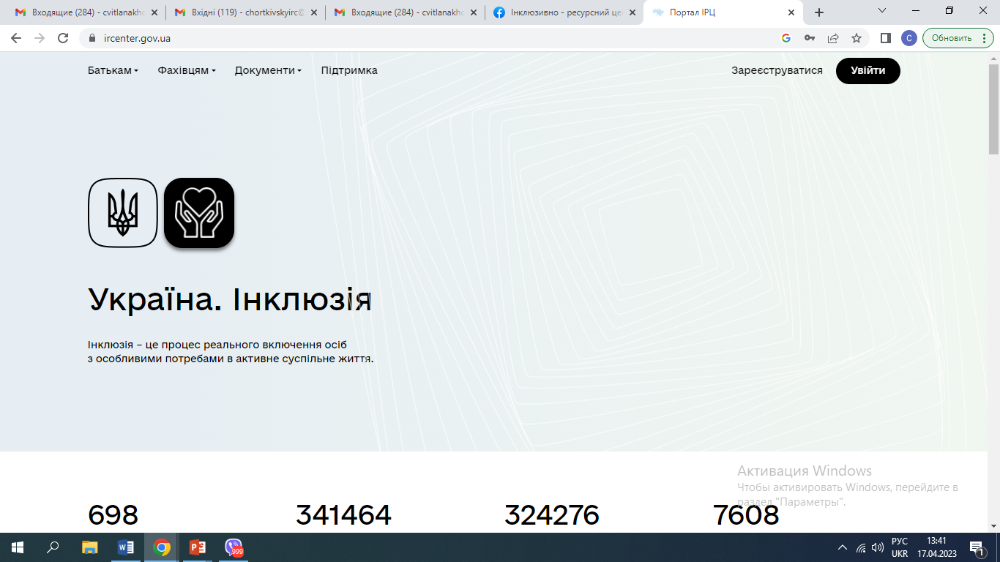 Входящие (284) - cvitlanakhc
Вхідні (119) - chortkivskyirc@
Входящие (284) - cvitlanakhc
Інклюзивно - ресурсний це
Портал ІРЦ
ircenter.gov.ua
С
Обновить
Батькам
Фахівцям
Документи
Підтримка
Зареєструватися
Увійти
Україна. Інклюзія
Інклюзія – це процес реального включення осіб
з особливими потребами в активне суспільне життя.
Активация Windows
Чтобы активировать Windows, перейдите в
раздел "Параметры".
698
341464
324276
7608
999
РУС
UKR
13:41
17.04.2023
1